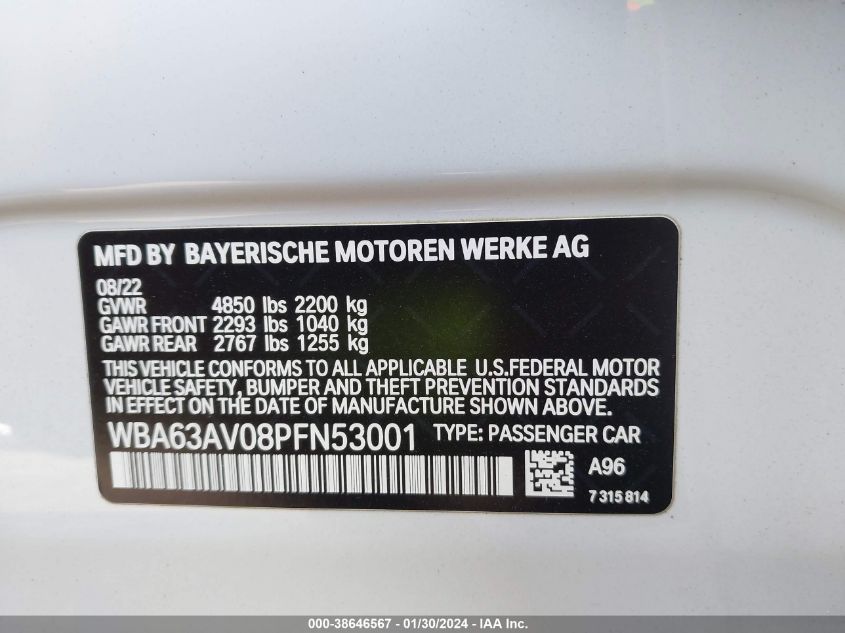 MFD BY BAYERISCHE MOTOREN WERKE AG
08/22
GVWR 4850 lbs 2200 kg
GAWR FRONT 2293 lbs 1040 kg
GAWR REAR 2767 lbs 1255 kg
THIS VEHICLE CONFORMS TO ALL APPLICABLE U.S.FEDERAL MOTOR
VEHICLE SAFETY, BUMPER AND THEFT PREVENTION STANDARDS
IN EFFECT ON THE DATE OF MANUFACTURE SHOWN ABOVE.
WBA63AV08PFN53001 TYPE: PASSENGER CAR
A96
7 315 814
000-38646567 - 01/30/2024 - IAA Inc.